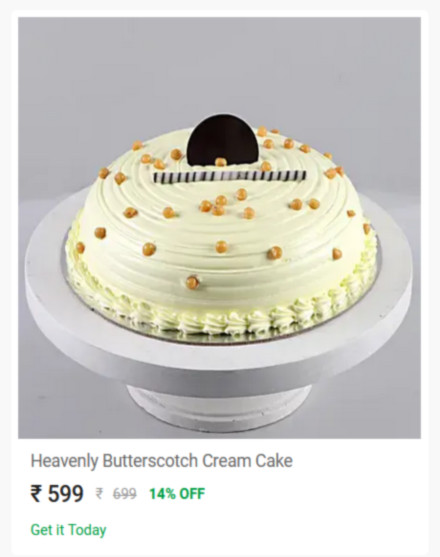 Heavenly Butterscotch Cream Cake
₹ 599 ₹ 699 14% OFF
Get it Today